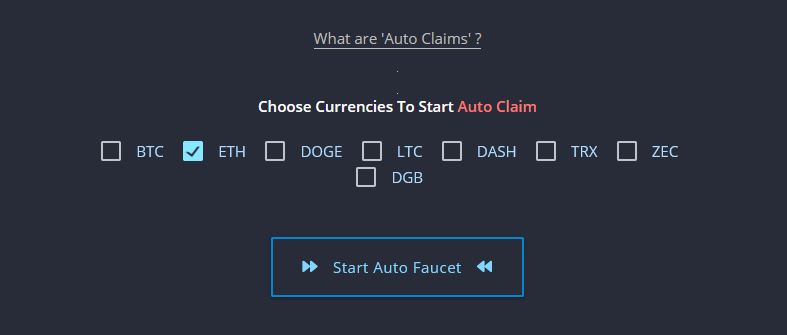 What are 'Auto Claims' ?
Choose Currencies To Start Auto Claim
BTC ETH DOGE LTC DASH TRX ZEC
DGB
Start Auto Faucet